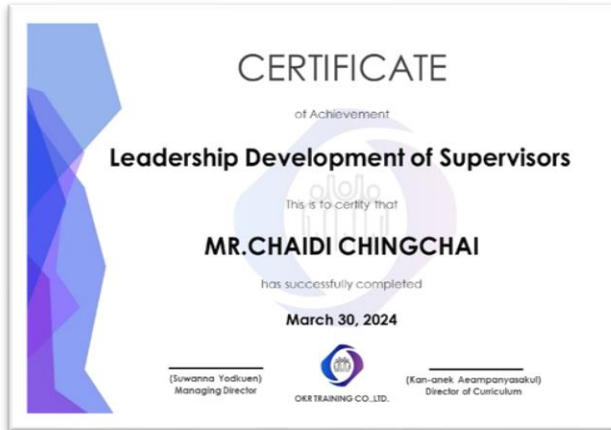 CERTIFICATE
of Achievement
Leadership Development of Supervisors
This is to certify that
MR.CHAIDI CHINGCHAI
has successfully completed
March 30, 2024
(Suwanna Yodkuen)
Managing Director
OKR TRAINING CO.,LTD.
(Kan-anek Aeampanyasakul)
Director of Curriculum